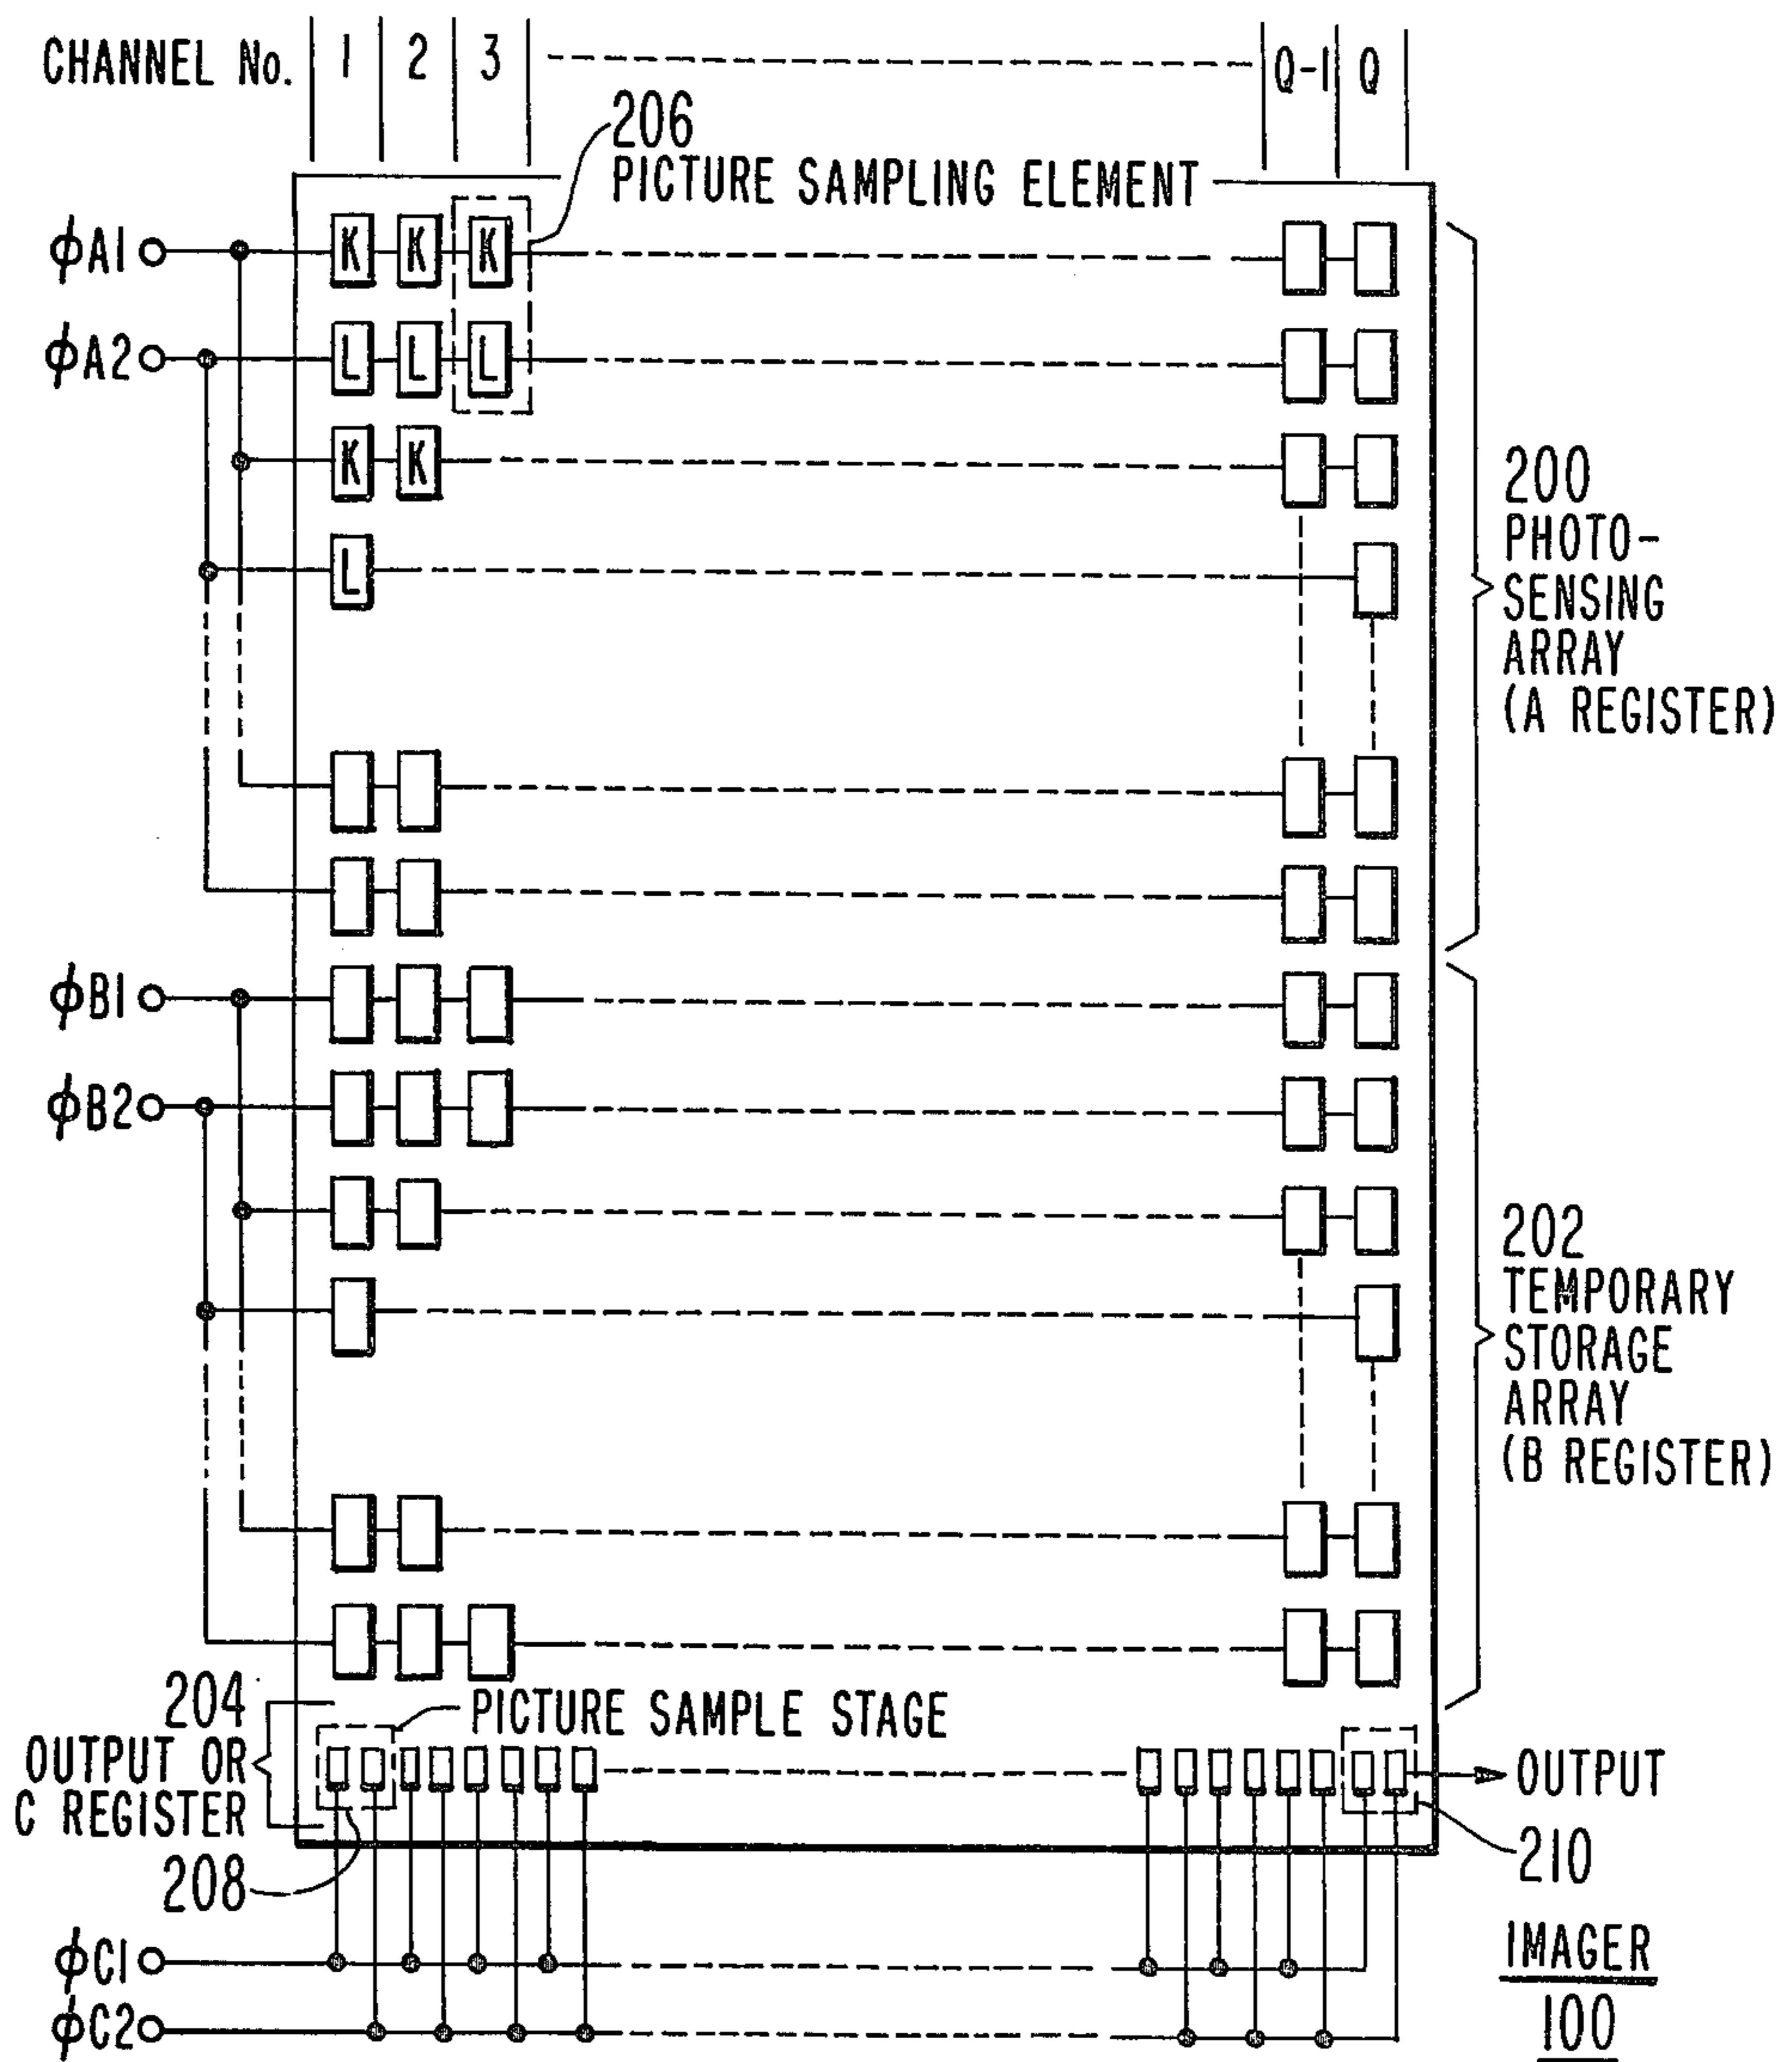 CHANNEL No. 1 2 3 Q-1 Q
206
PICTURE SAMPLING ELEMENT
ϕA1 K K K
ϕA2 L L L
K K
L
200
PHOTO-
SENSING
ARRAY
(A REGISTER)
ϕB1
ϕB2
202
TEMPORARY
STORAGE
ARRAY
(B REGISTER)
204
OUTPUT OR
C REGISTER
PICTURE SAMPLE STAGE
OUTPUT
208
210
ϕC1
ϕC2
IMAGER
100